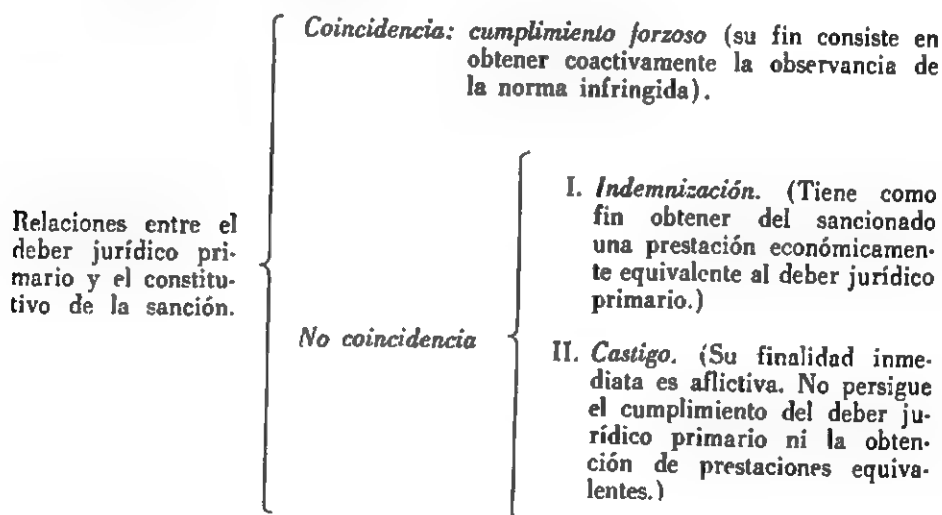 Coincidencia: cumplimiento forzoso (su fin consiste en
obtener coactivamente la observancia de
la norma infringida).
Relaciones entre el
deber jurídico pri-
mario y el constitu-
tivo de la sanción.
No coincidencia
I. Indemnización. (Tiene como
fin obtener del sancionado
una prestación económicamen-
te equivalente al deber jurídico
primario.)
II. Castigo. (Su finalidad inme-
diata es aflictiva. No persigue
el cumplimiento del deber ju-
rídico primario ni la obten-
ción de prestaciones equiva-
lentes.)